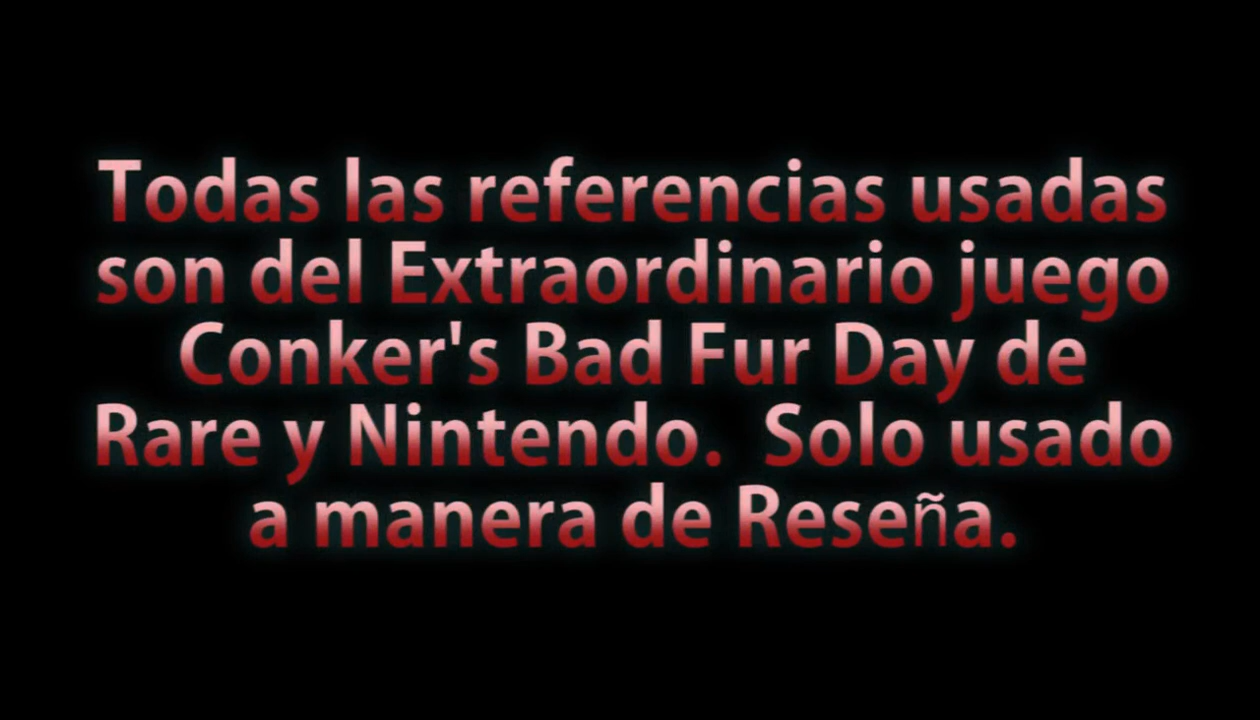 Todas las referencias usadas
son del Extraordinario juego
Conker's Bad Fur Day de
Rare y Nintendo. Solo usado
a manera de Reseña.